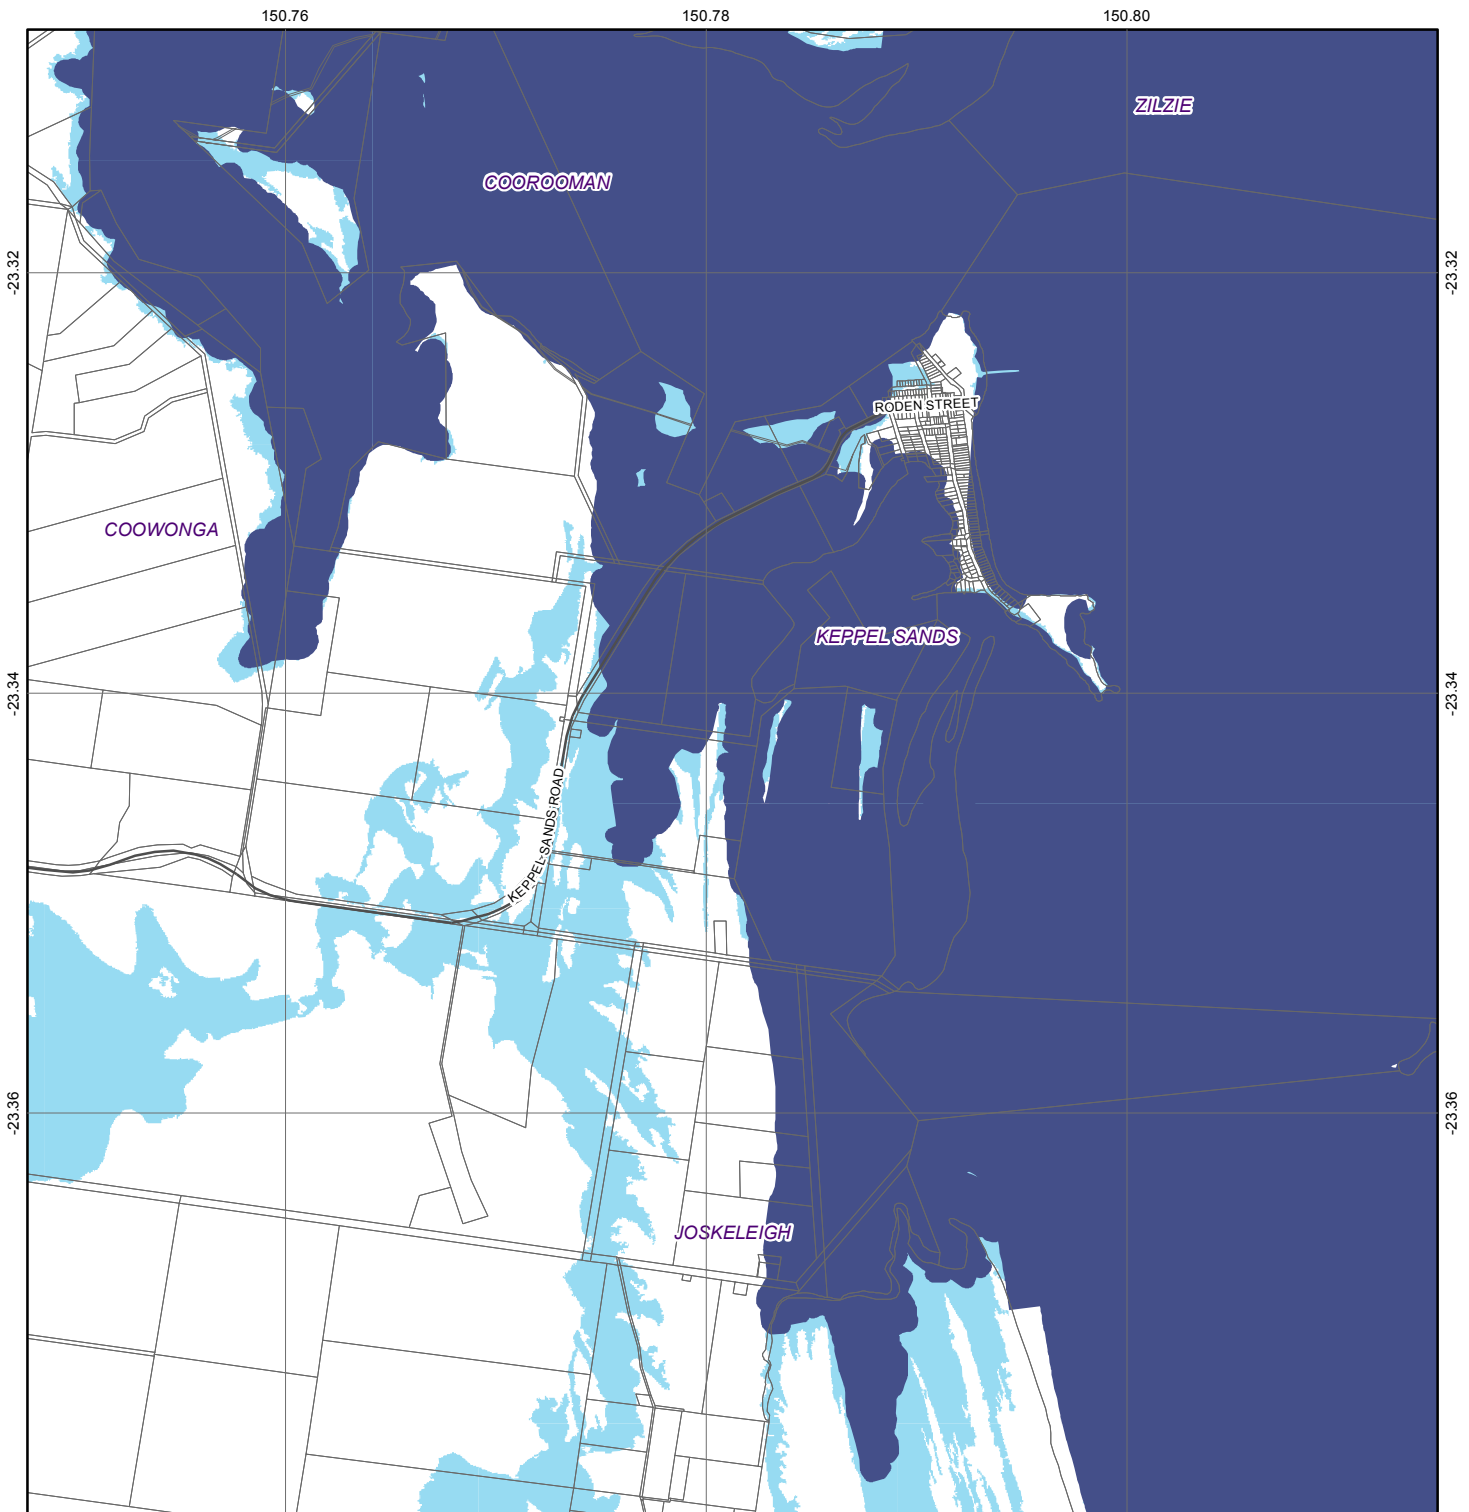 150.76
150.78
150.80
ZILZIE
COOROOMAN
-23.32
-23.32
RODEN STREET
COOWONGA
KEPPEL SANDS
-23.34
-23.34
KEPPEL SANDS ROAD
-23.36
-23.36
JOSKELEIGH